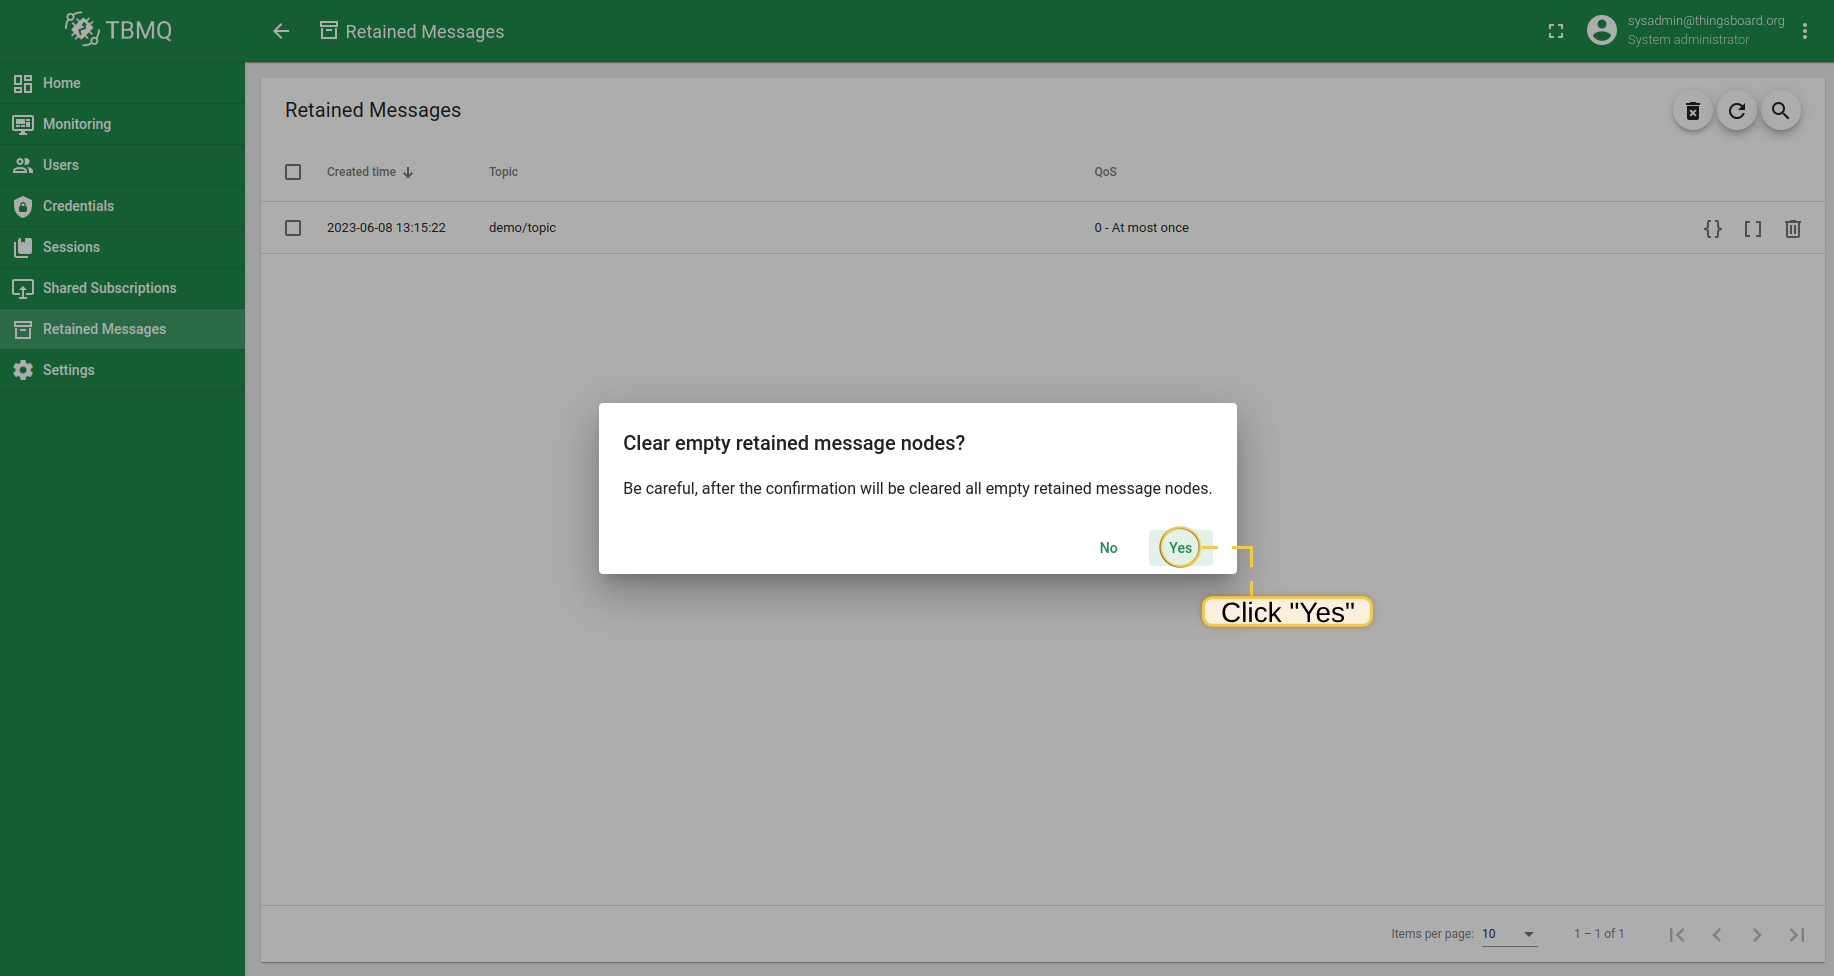 TBMQ
Retained Messages
sysadmin@thingsboard.org
System administrator
Home
Monitoring
Users
Credentials
Sessions
Shared Subscriptions
Retained Messages
Settings
Retained Messages
Created time Topic QoS
2023-06-08 13:15:22 demo/topic 0 - At most once
Clear empty retained message nodes?
Be careful, after the confirmation will be cleared all empty retained message nodes.
No Yes
Click "Yes"
Items per page: 10 1 – 1 of 1